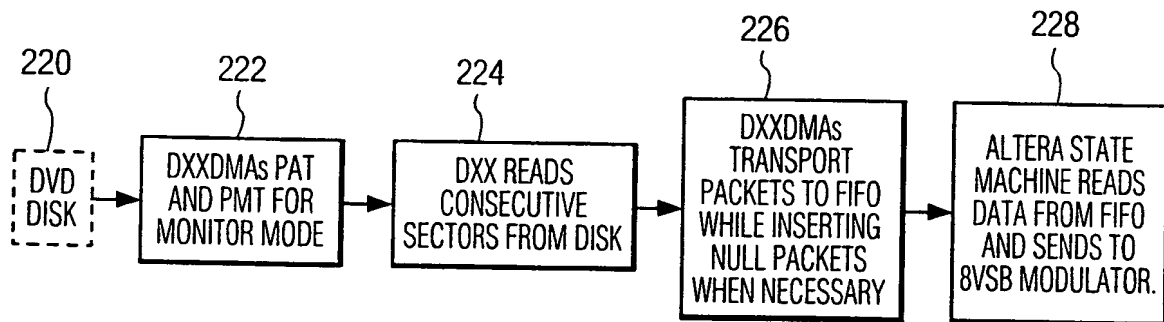 220
DVD
DISK
222
DXXDMAs PAT
AND PMT FOR
MONITOR MODE
224
DXX READS
CONSECUTIVE
SECTORS FROM DISK
226
DXXDMAs
TRANSPORT
PACKETS TO FIFO
WHILE INSERTING
NULL PACKETS
WHEN NECESSARY
228
ALTERA STATE
MACHINE READS
DATA FROM FIFO
AND SENDS TO
8VSB MODULATOR.